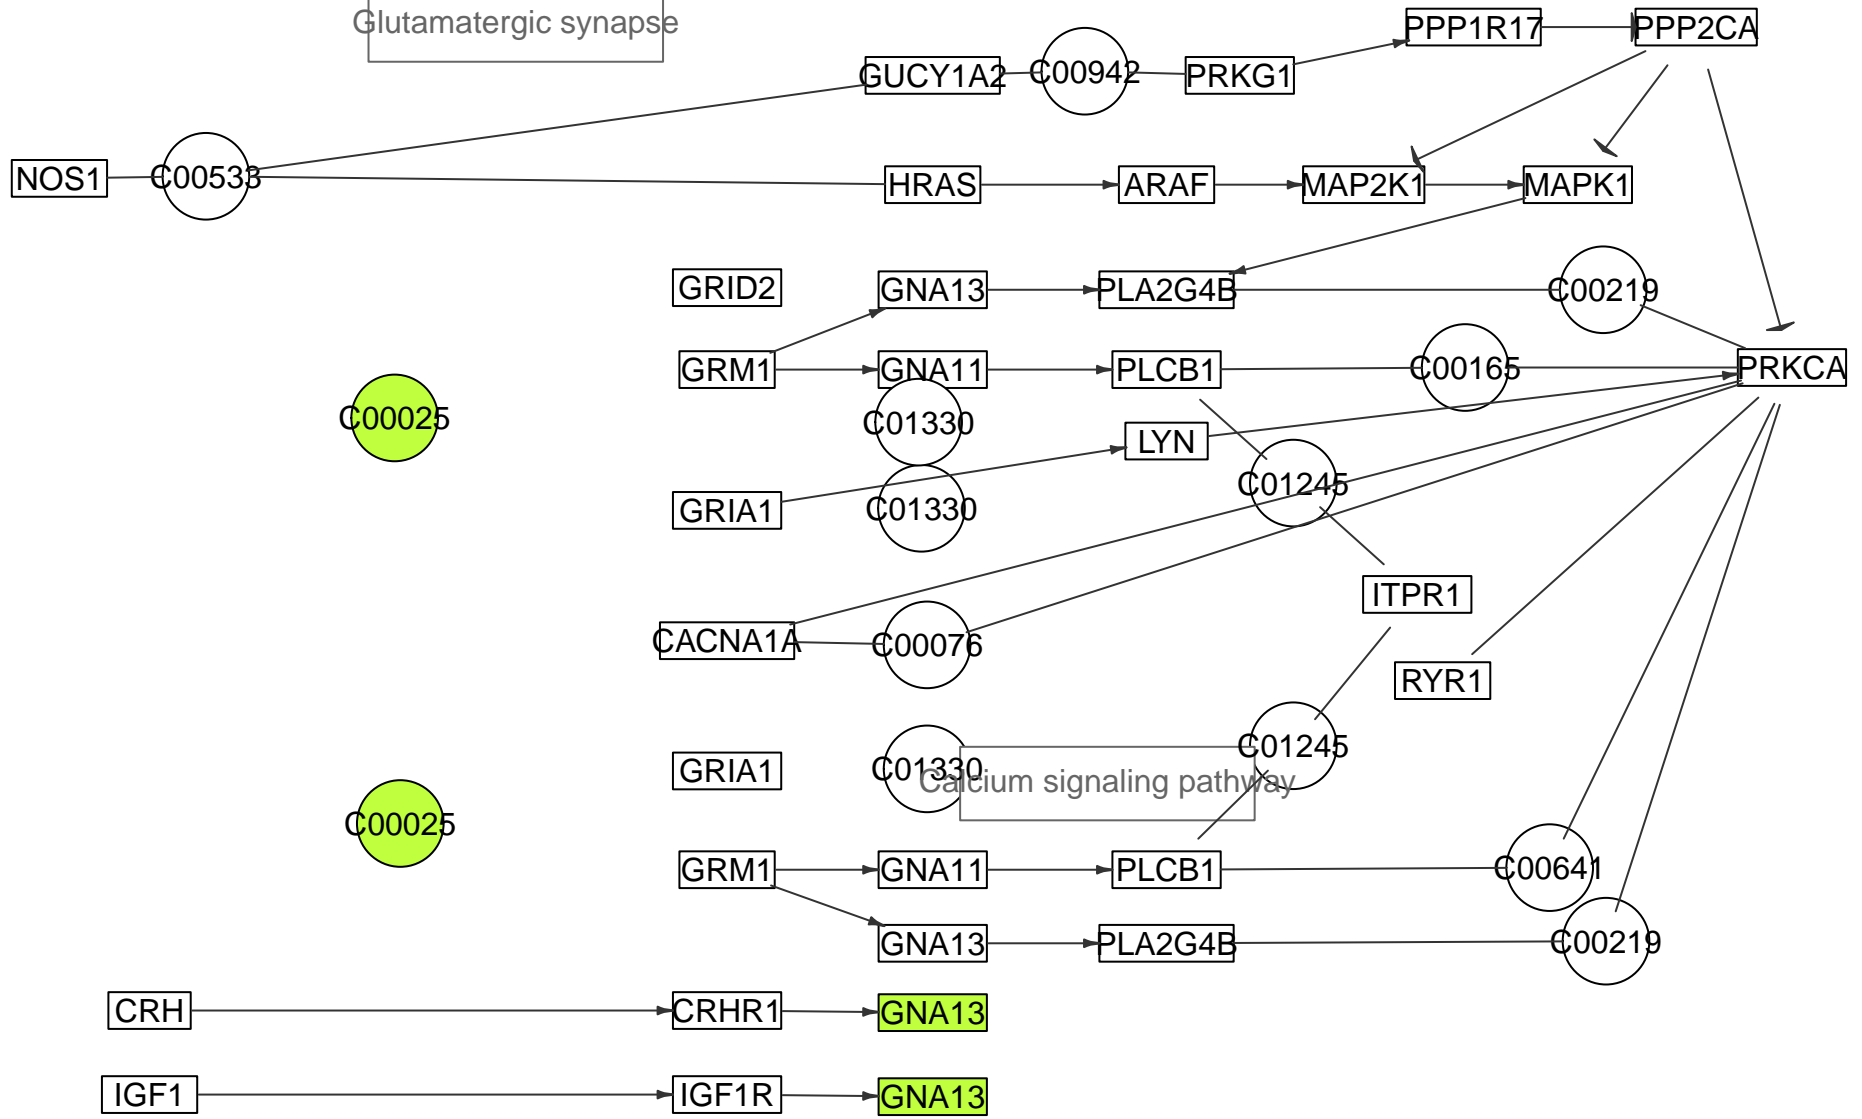 Glutamatergic synapse
PPP1R17
PPP2CA
GUCY1A2
C00942
PRKG1
NOS1
C00533
HRAS
ARAF
MAP2K1
MAPK1
GRID2
GNA13
PLA2G4B
C00219
GRM1
GNA11
PLCB1
C00165
PRKCA
C00025
C01330
LYN
GRIA1
C01330
C01245
ITPR1
CACNA1A
C00076
RYR1
GRIA1
C01330
Calcium signaling pathway
C01245
C00025
GRM1
GNA11
PLCB1
C00641
GNA13
PLA2G4B
C00219
CRH
CRHR1
GNA13
IGF1
IGF1R
GNA13